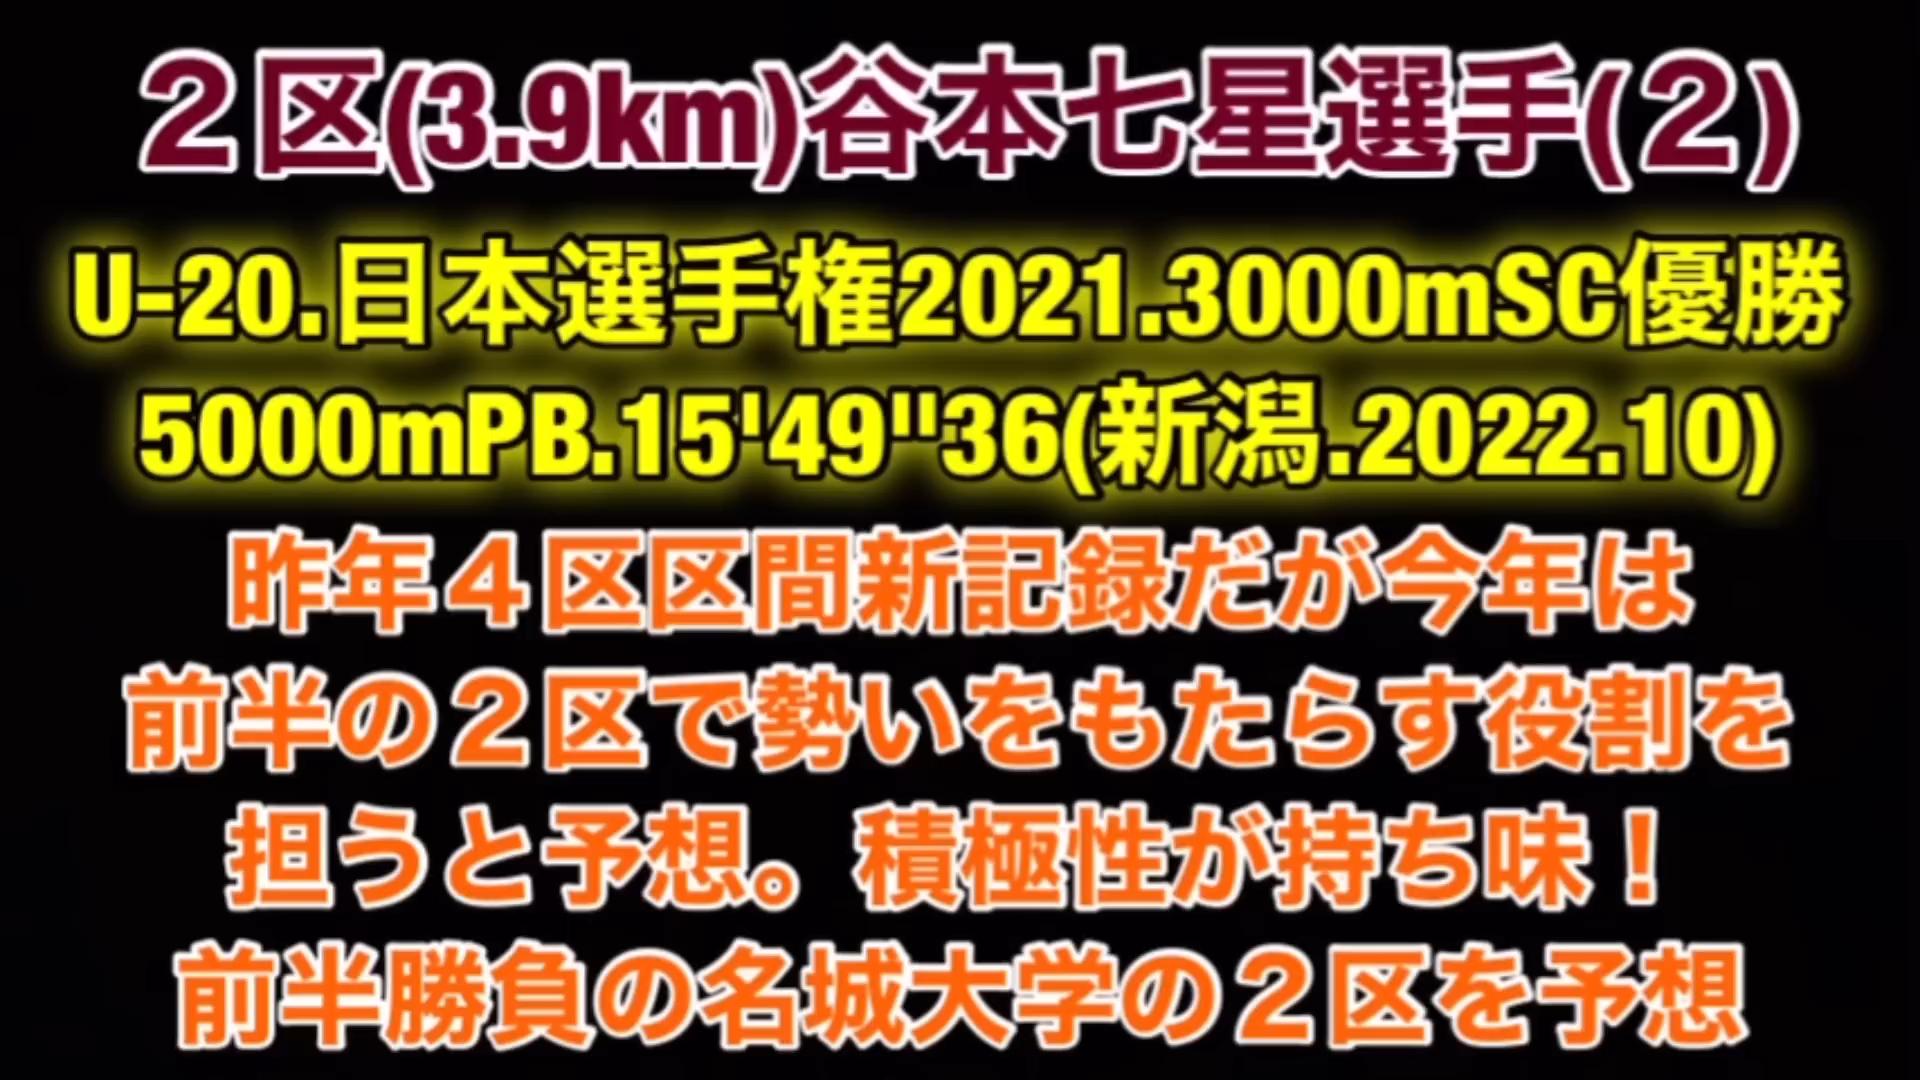 ２区(3.9km)谷本七星選手(２)
U-20.日本選手権2021.3000mSC優勝
5000mPB.15'49"36(新潟.2022.10)
昨年４区区間新記録だが今年は
前半の２区で勢いをもたらす役割を
担うと予想。積極性が持ち味！
前半勝負の名城大学の２区を予想